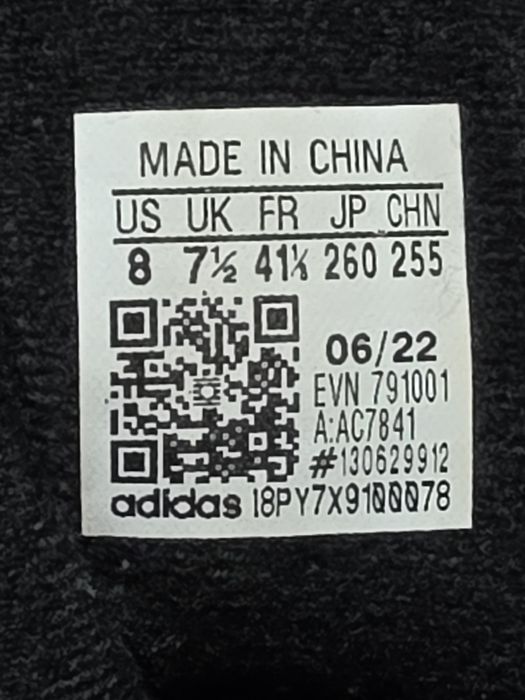 MADE IN CHINA
US UK FR JP CHN
8 7½ 41⅓ 260 255
06/22
EVN 791001
A:AC7841
#130629912
adidas 18PY7X9100078